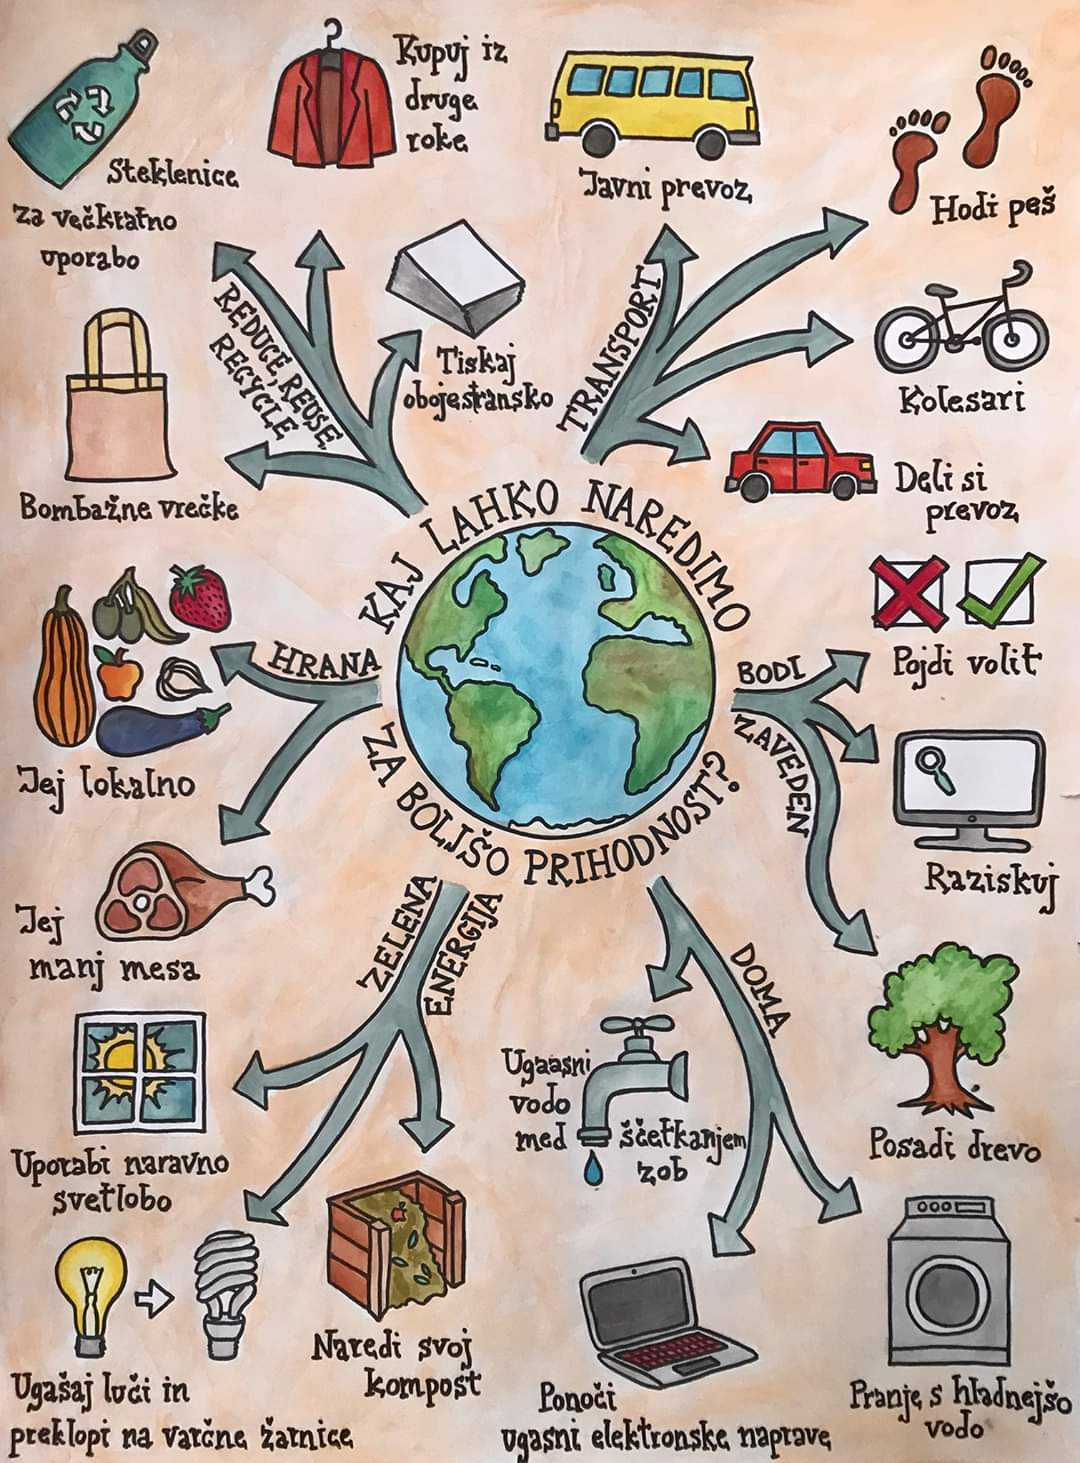 Steklenice
za večkratno
uporabo
Kupuj iz
druge
roke
Javni prevoz
Hodi peš
REDUCE, REUSE,
RECYCLE
Tiskaj
obojestransko
Bombažne vrečke
TRANSPORT
Kolesari
Deli si
prevoz
KAJ LAHKO NAREDIMO
ZA BOLJŠO PRIHODNOST?
HRANA
Jej lokalno
Jej
manj mesa
BODI
ZAVEDEN
Pojdi volit
Raziskuj
Posadi drevo
ZELENA
ENERGIJA
Uporabi naravno
svetlobo
Ugašaj luči in
preklopi na varčne žarnice
Naredi svoj
kompost
DOMA
Ugaasni
vodo
med ščetkanjem
zob
Ponoči
ugasni elektronske naprave
Pranje s hladnejšo
vodo